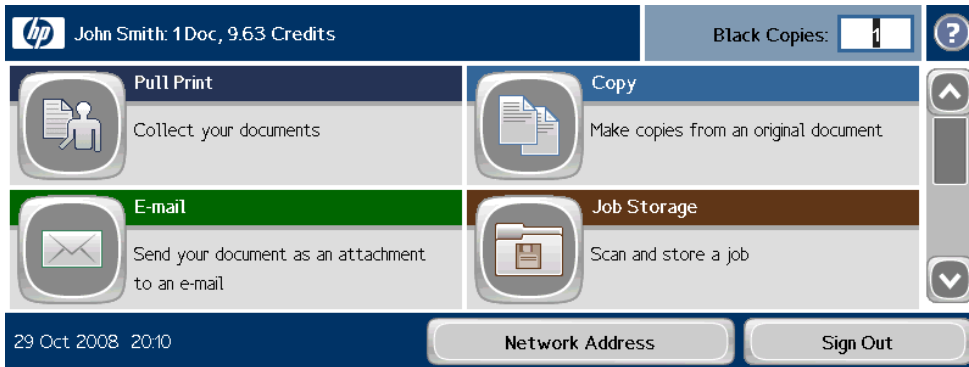 hp
John Smith: 1 Doc, 9.63 Credits
Black Copies: 1
?
Pull Print
Collect your documents
Copy
Make copies from an original document
E-mail
Send your document as an attachment
to an e-mail
Job Storage
Scan and store a job
29 Oct 2008 20:10
Network Address
Sign Out